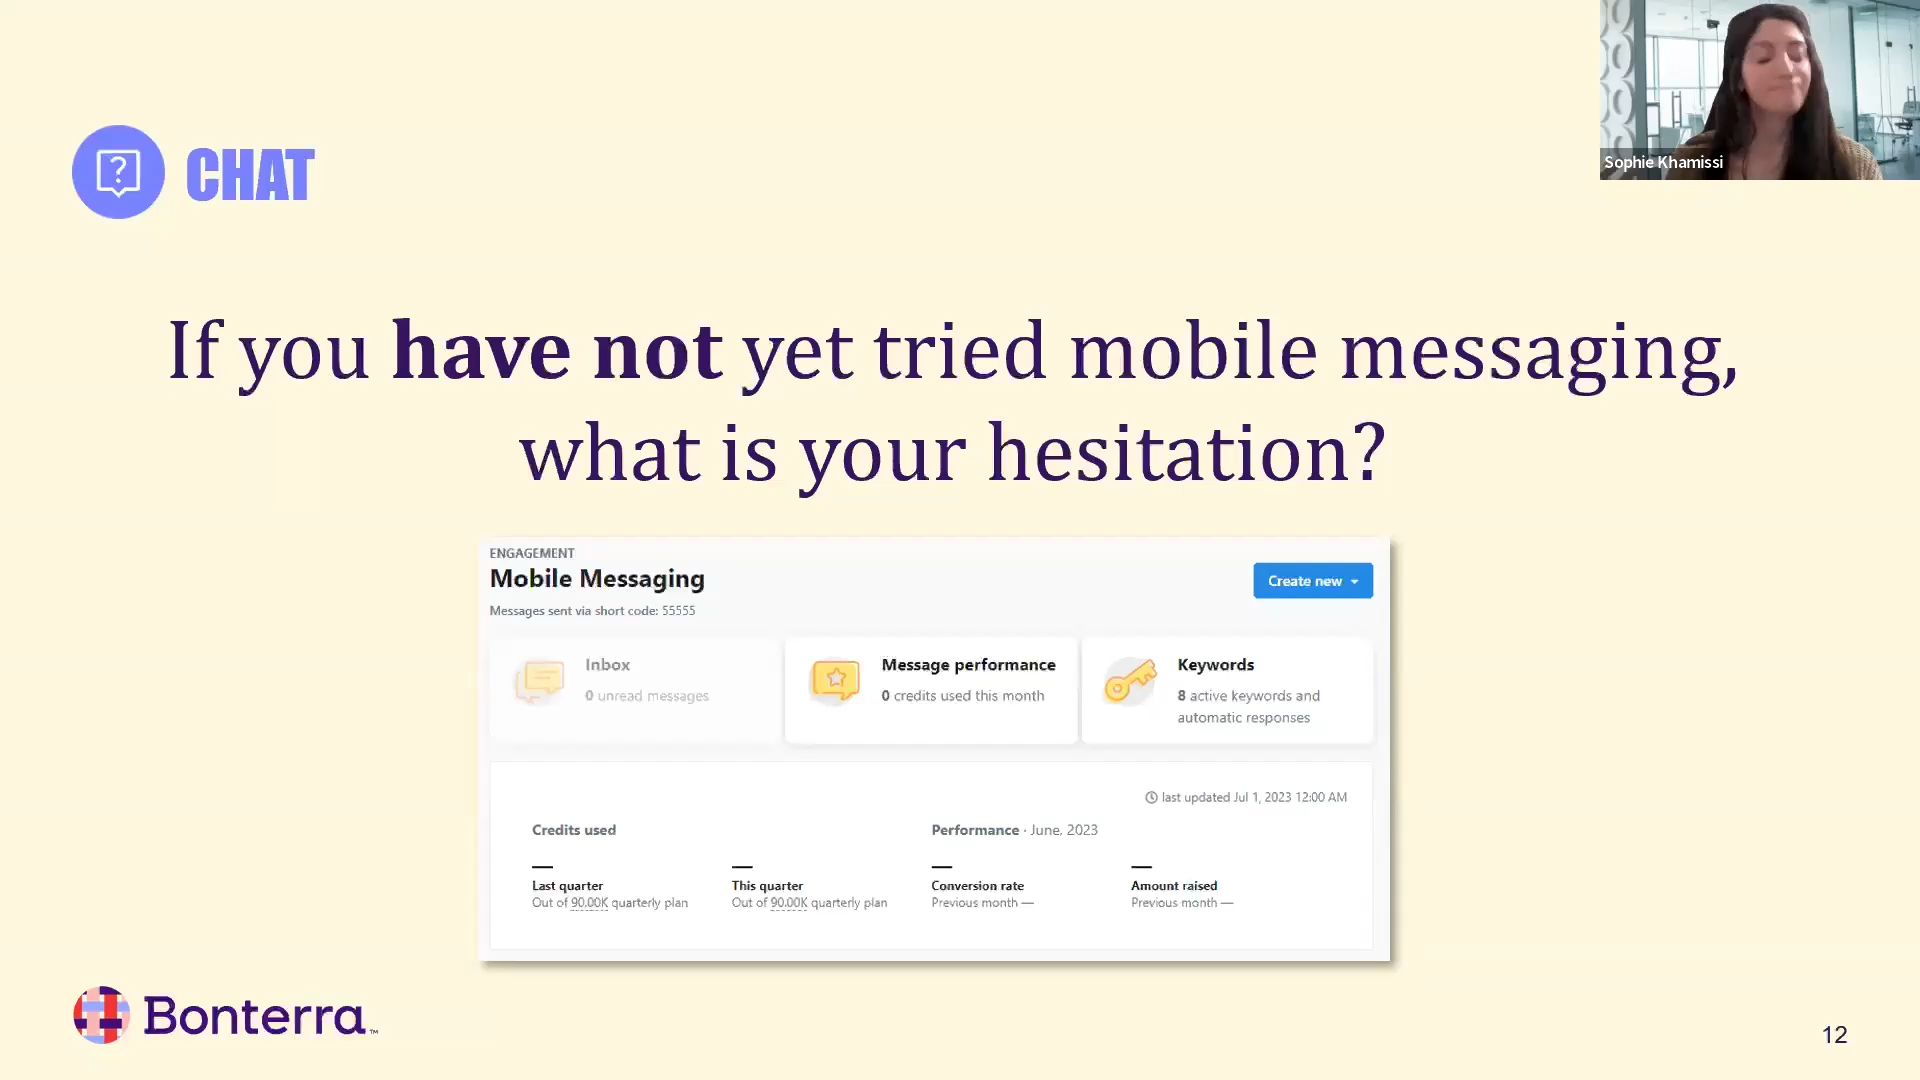 CHAT
Sophie Khamissi
If you have not yet tried mobile messaging,
what is your hesitation?
ENGAGEMENT
Mobile Messaging
Create new
Messages sent via short code: 55555
Inbox
0 unread messages
Message performance
0 credits used this month
Keywords
8 active keywords and
automatic responses
last updated Jul 1, 2023 12:00 AM
Credits used
Performance · June, 2023
— — — —
Last quarter This quarter Conversion rate Amount raised
Out of 90.00K quarterly plan Out of 90.00K quarterly plan Previous month — Previous month —
Bonterra™
12